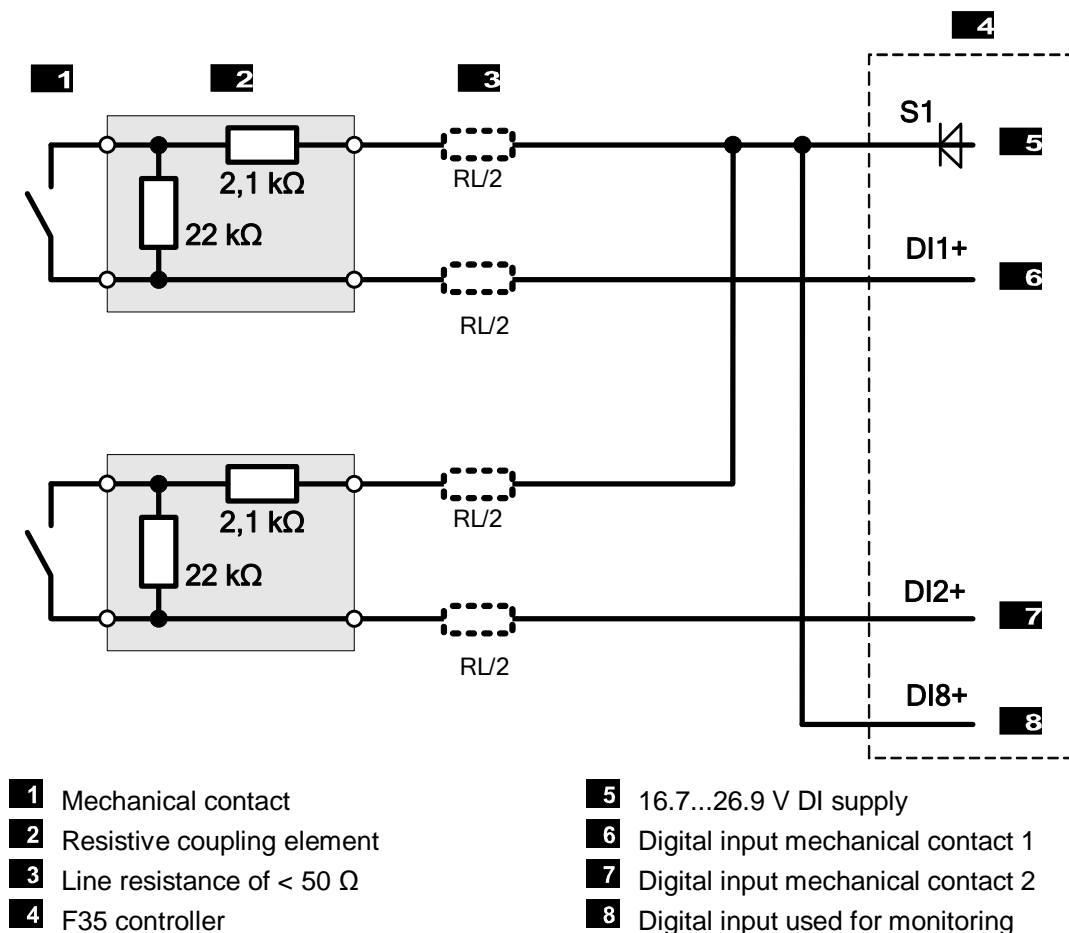 4
1 2 3
S1
5
2,1 kΩ
RL/2
22 kΩ
DI1+
6
RL/2
2,1 kΩ
RL/2
22 kΩ
DI2+
7
RL/2
DI8+
8
1 Mechanical contact
2 Resistive coupling element
3 Line resistance of < 50 Ω
4 F35 controller
5 16.7...26.9 V DI supply
6 Digital input mechanical contact 1
7 Digital input mechanical contact 2
8 Digital input used for monitoring